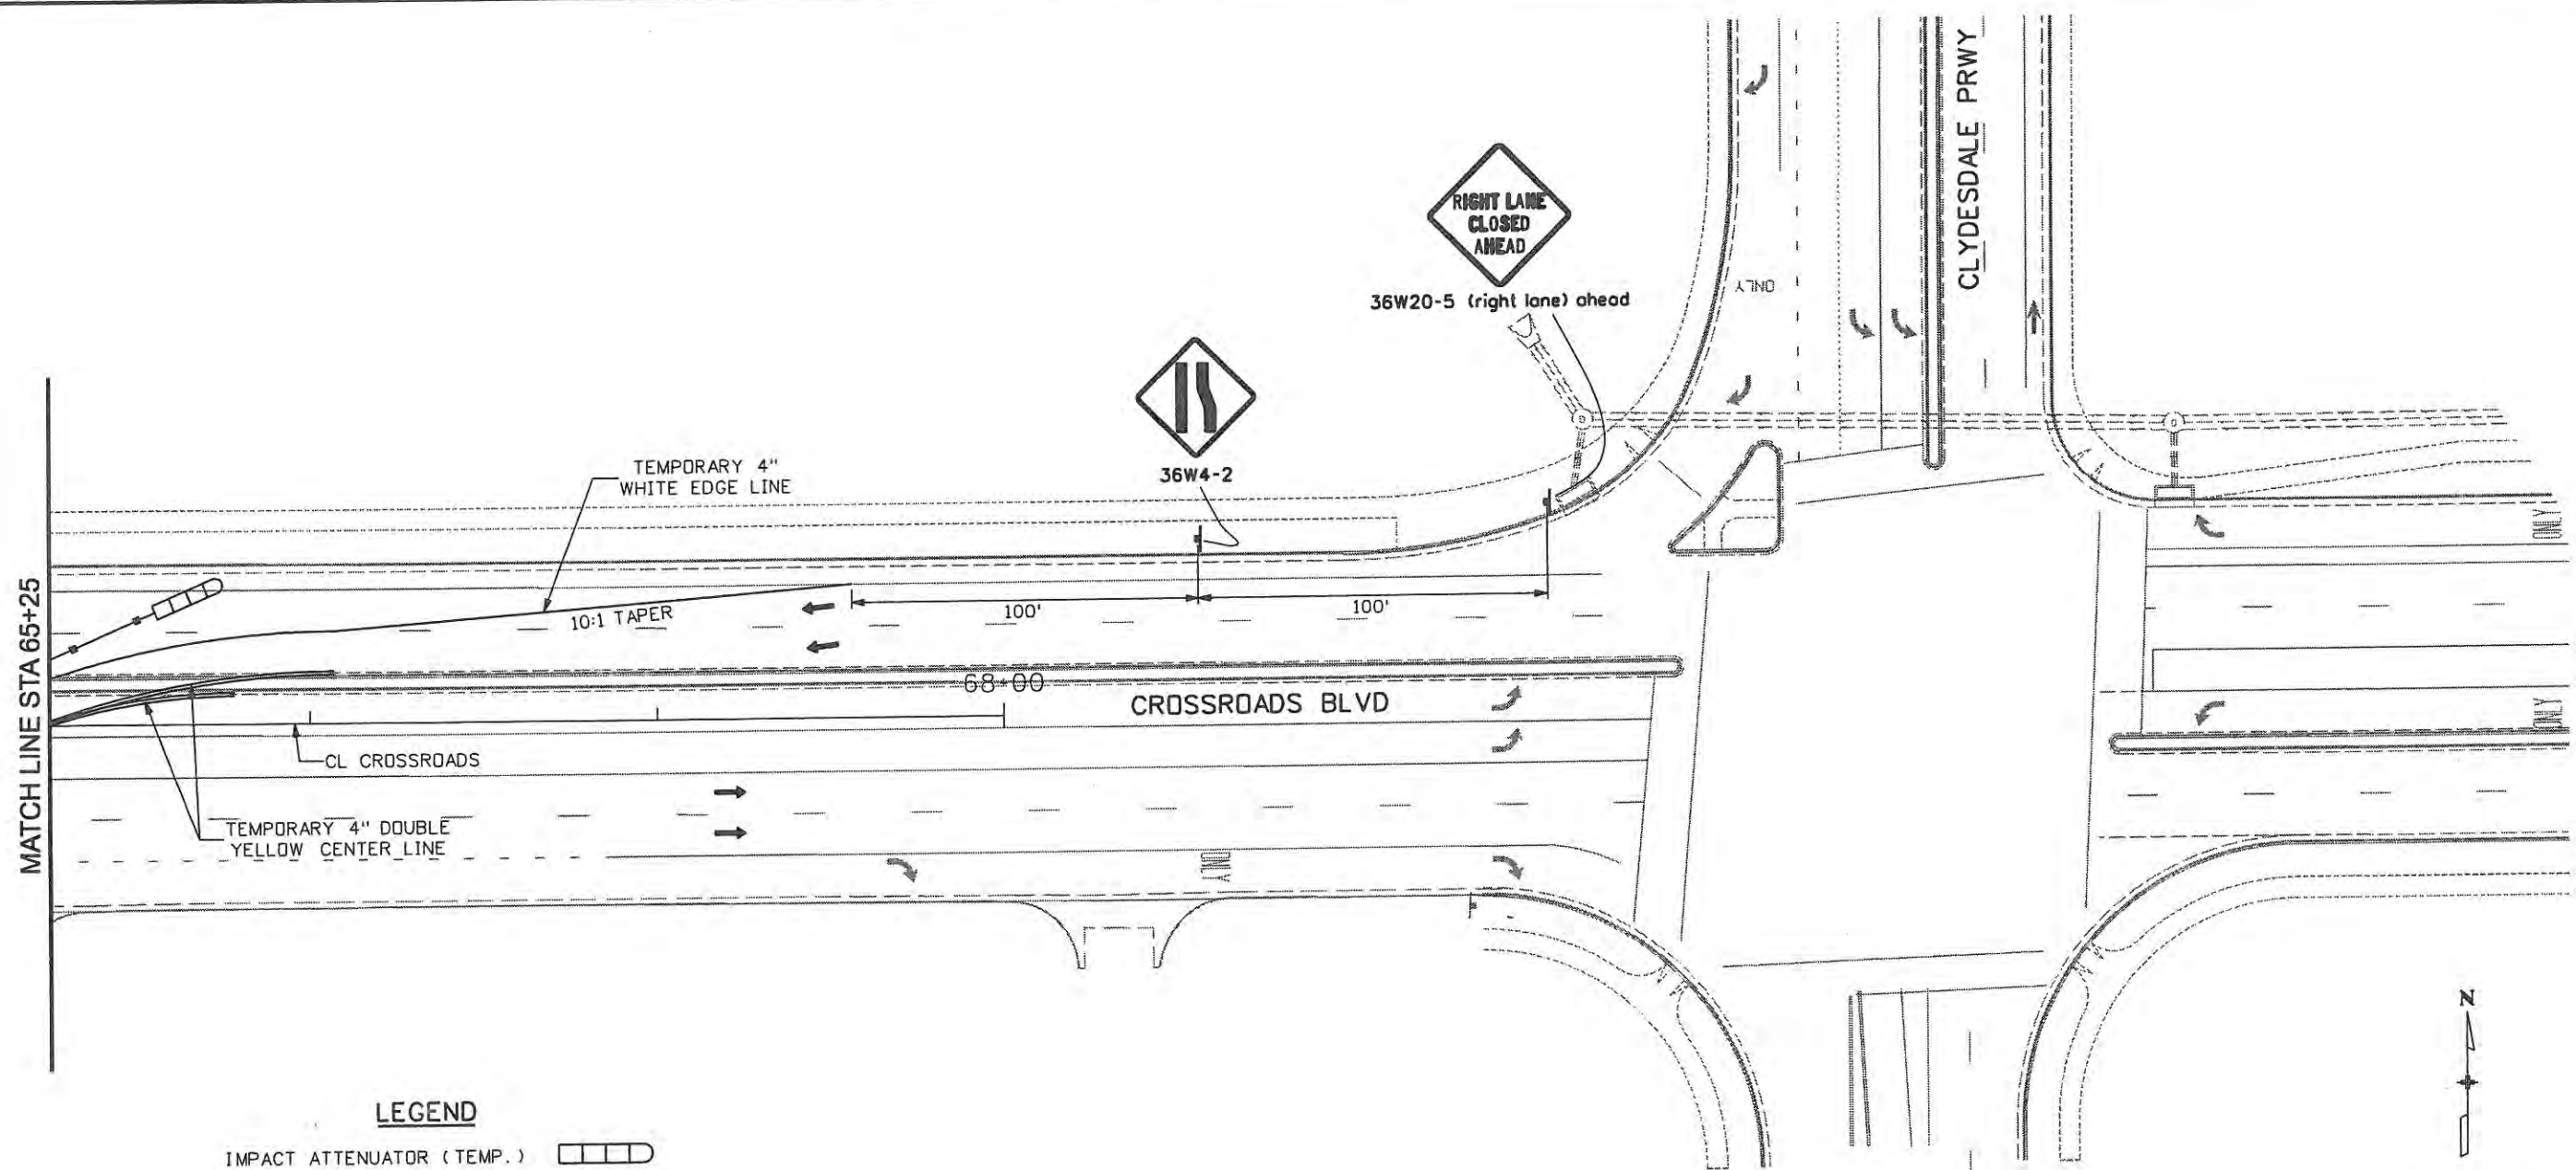 CLYDESDALE PRWY
RIGHT LANE
CLOSED
AHEAD
36W20-5 (right lane) ahead
ONLY
36W4-2
TEMPORARY 4"
WHITE EDGE LINE
ONLY
MATCH LINE STA 65+25
10:1 TAPER
100'
100'
68+00
CROSSROADS BLVD
ONLY
CL CROSSROADS
TEMPORARY 4" DOUBLE
YELLOW CENTER LINE
ONLY
N
LEGEND
IMPACT ATTENUATOR (TEMP.)